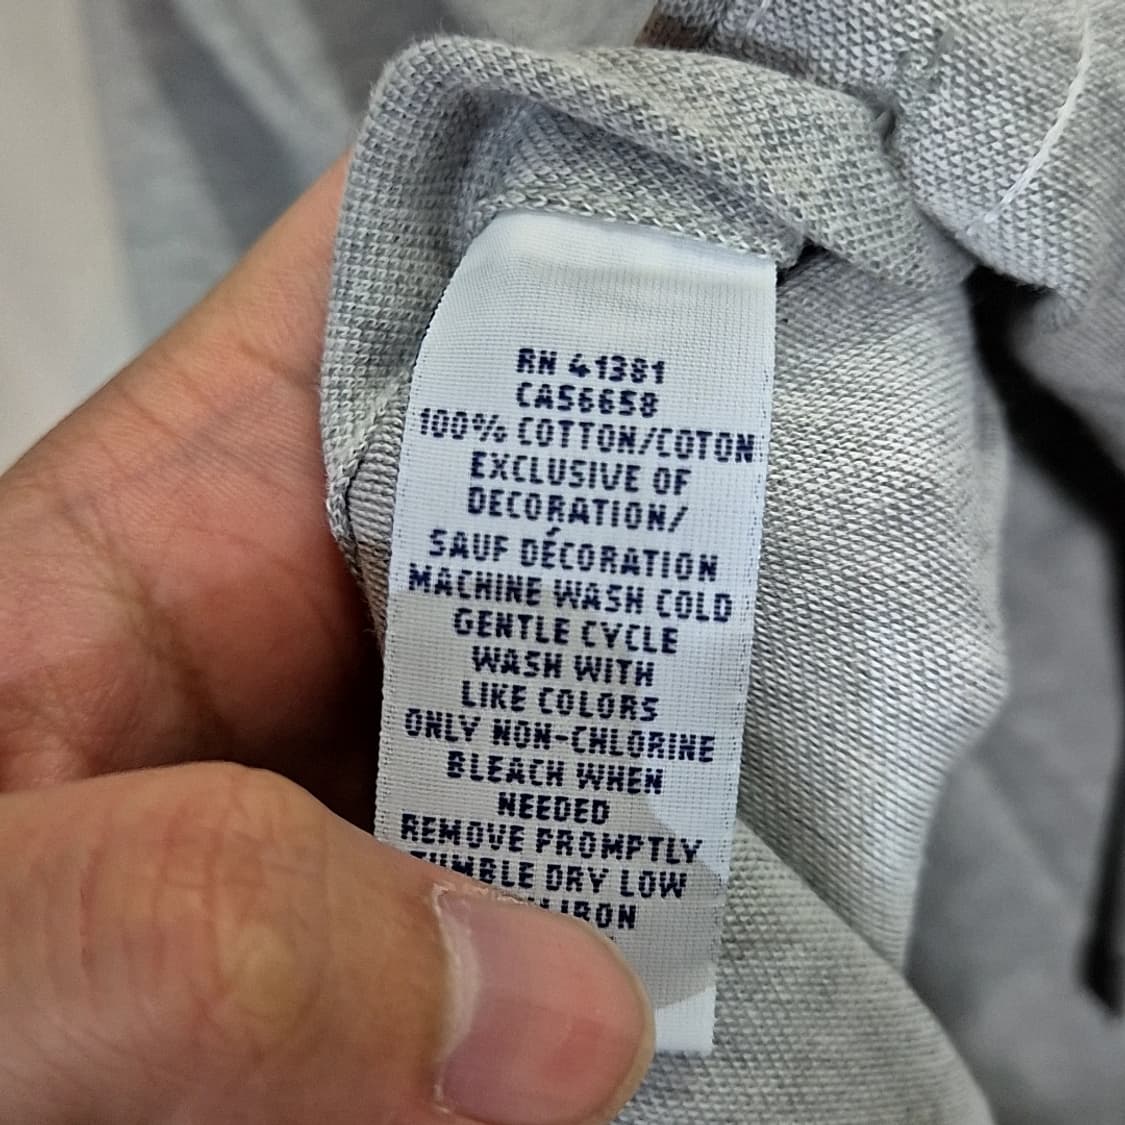 RN 41381
CA56658
100% COTTON/COTON
EXCLUSIVE OF
DECORATION/
SAUF DÉCORATION
MACHINE WASH COLD
GENTLE CYCLE
WASH WITH
LIKE COLORS
ONLY NON-CHLORINE
BLEACH WHEN
NEEDED
REMOVE PROMPTLY
TUMBLE DRY LOW
IRON